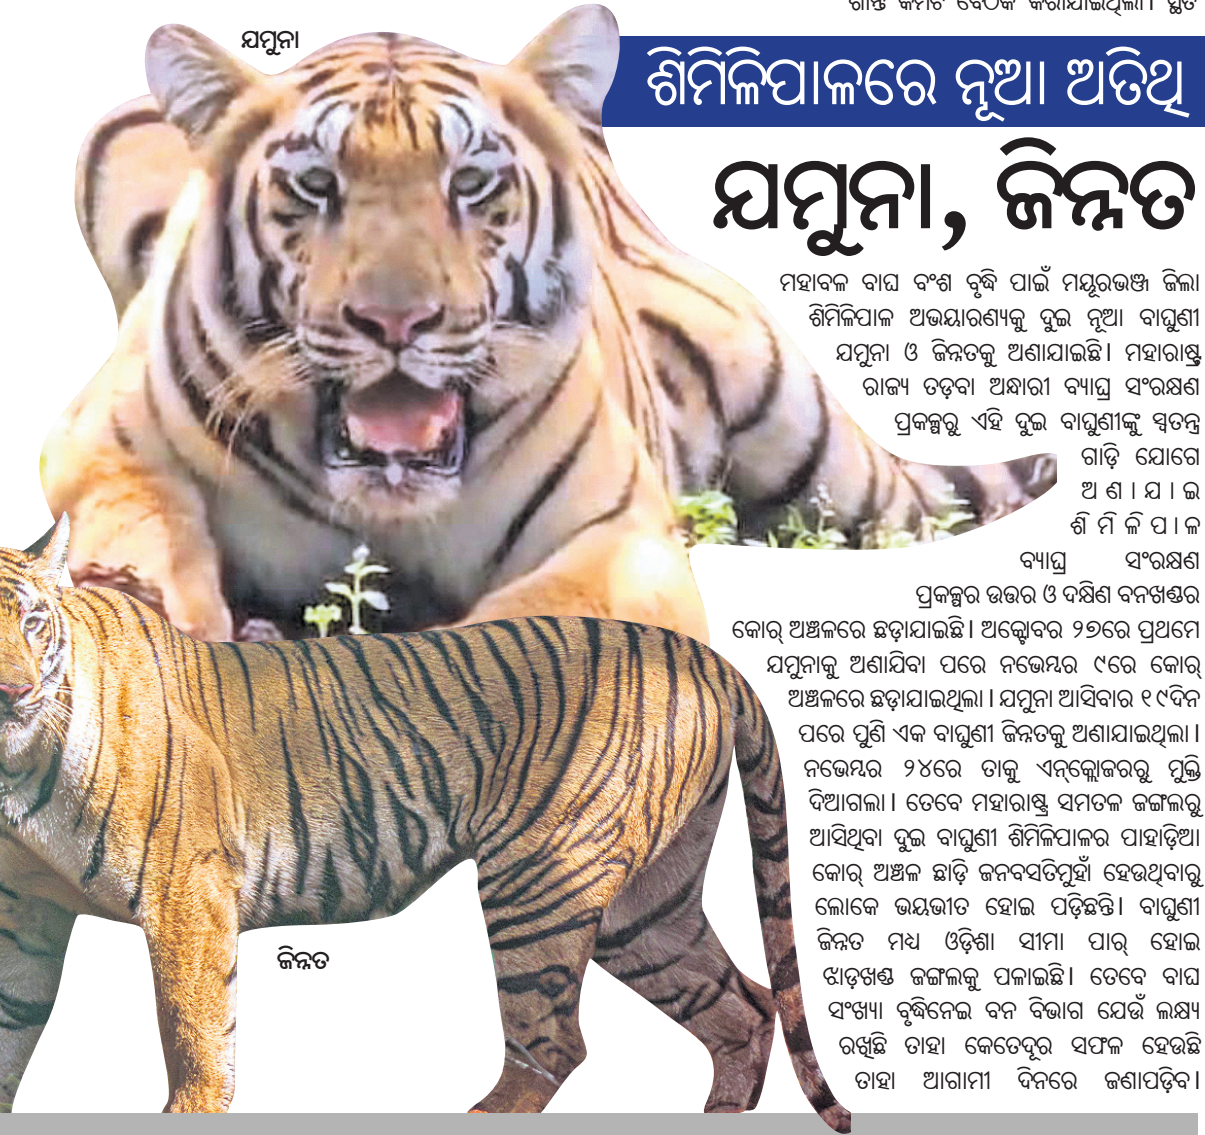 ଯମୁନା
ଶିମିଳିପାଳରେ ନୂଆ ଅତିଥି
ଯମୁନା, ଜିନ୍ନତ
ମହାବଳ ବାଘ ବଂଶ ବୃଦ୍ଧି ପାଇଁ ମୟୂରଭଞ୍ଜ ଜିଲା
ଶିମିଳିପାଳ ଅଭୟାରଣ୍ୟକୁ ଦୁଇ ନୂଆ ବାଘୁଣୀ
ଯମୁନା ଓ ଜିନ୍ନତକୁ ଅଣାଯାଇଛି। ମହାରାଷ୍ଟ୍ର
ରାଜ୍ୟ ତଡ଼ବା ଅନ୍ଧାରୀ ବ୍ୟାଘ୍ର ସଂରକ୍ଷଣ
ପ୍ରକଳ୍ପରୁ ଏହି ଦୁଇ ବାଘୁଣୀଙ୍କୁ ସ୍ୱତନ୍ତ୍ର
ଗାଡ଼ି ଯୋଗେ
ଅଣାଯାଇ
ଶିମିଳିପାଳ
ବ୍ୟାଘ୍ର ସଂରକ୍ଷଣ
ପ୍ରକଳ୍ପର ଉତ୍ତର ଓ ଦକ୍ଷିଣ ବନଖଣ୍ଡର
କୋର୍ ଅଞ୍ଚଳରେ ଛଡ଼ାଯାଇଛି। ଅକ୍ଟୋବର ୨୭ରେ ପ୍ରଥମେ
ଯମୁନାକୁ ଅଣାଯିବା ପରେ ନଭେମ୍ବର ୯ରେ କୋର୍
ଅଞ୍ଚଳରେ ଛଡ଼ାଯାଇଥିଲା। ଯମୁନା ଆସିବାର ୧୯ଦିନ
ପରେ ପୁଣି ଏକ ବାଘୁଣୀ ଜିନ୍ନତକୁ ଅଣାଯାଇଥିଲା।
ନଭେମ୍ବର ୨୪ରେ ତାକୁ ଏନ୍‌କ୍ଲୋଜରରୁ ମୁକ୍ତି
ଦିଆଗଲା। ତେବେ ମହାରାଷ୍ଟ୍ର ସମତଳ ଜଙ୍ଗଲରୁ
ଆସିଥିବା ଦୁଇ ବାଘୁଣୀ ଶିମିଳିପାଳର ପାହାଡ଼ିଆ
କୋର୍ ଅଞ୍ଚଳ ଛାଡ଼ି ଜନବସତିମୁହାଁ ହେଉଥିବାରୁ
ଲୋକେ ଭୟଭୀତ ହୋଇ ପଡ଼ିଛନ୍ତି। ବାଘୁଣୀ
ଜିନ୍ନତ ମଧ୍ୟ ଓଡ଼ିଶା ସୀମା ପାର୍ ହୋଇ
ଝାଡ଼ଖଣ୍ଡ ଜଙ୍ଗଲକୁ ପଳାଇଛି। ତେବେ ବାଘ
ସଂଖ୍ୟା ବୃଦ୍ଧିନେଇ ବନ ବିଭାଗ ଯେଉଁ ଲକ୍ଷ୍ୟ
ରଖିଛି ତାହା କେତେଦୂର ସଫଳ ହେଉଛି
ତାହା ଆଗାମୀ ଦିନରେ ଜଣାପଡ଼ିବ।
ଜିନ୍ନତ